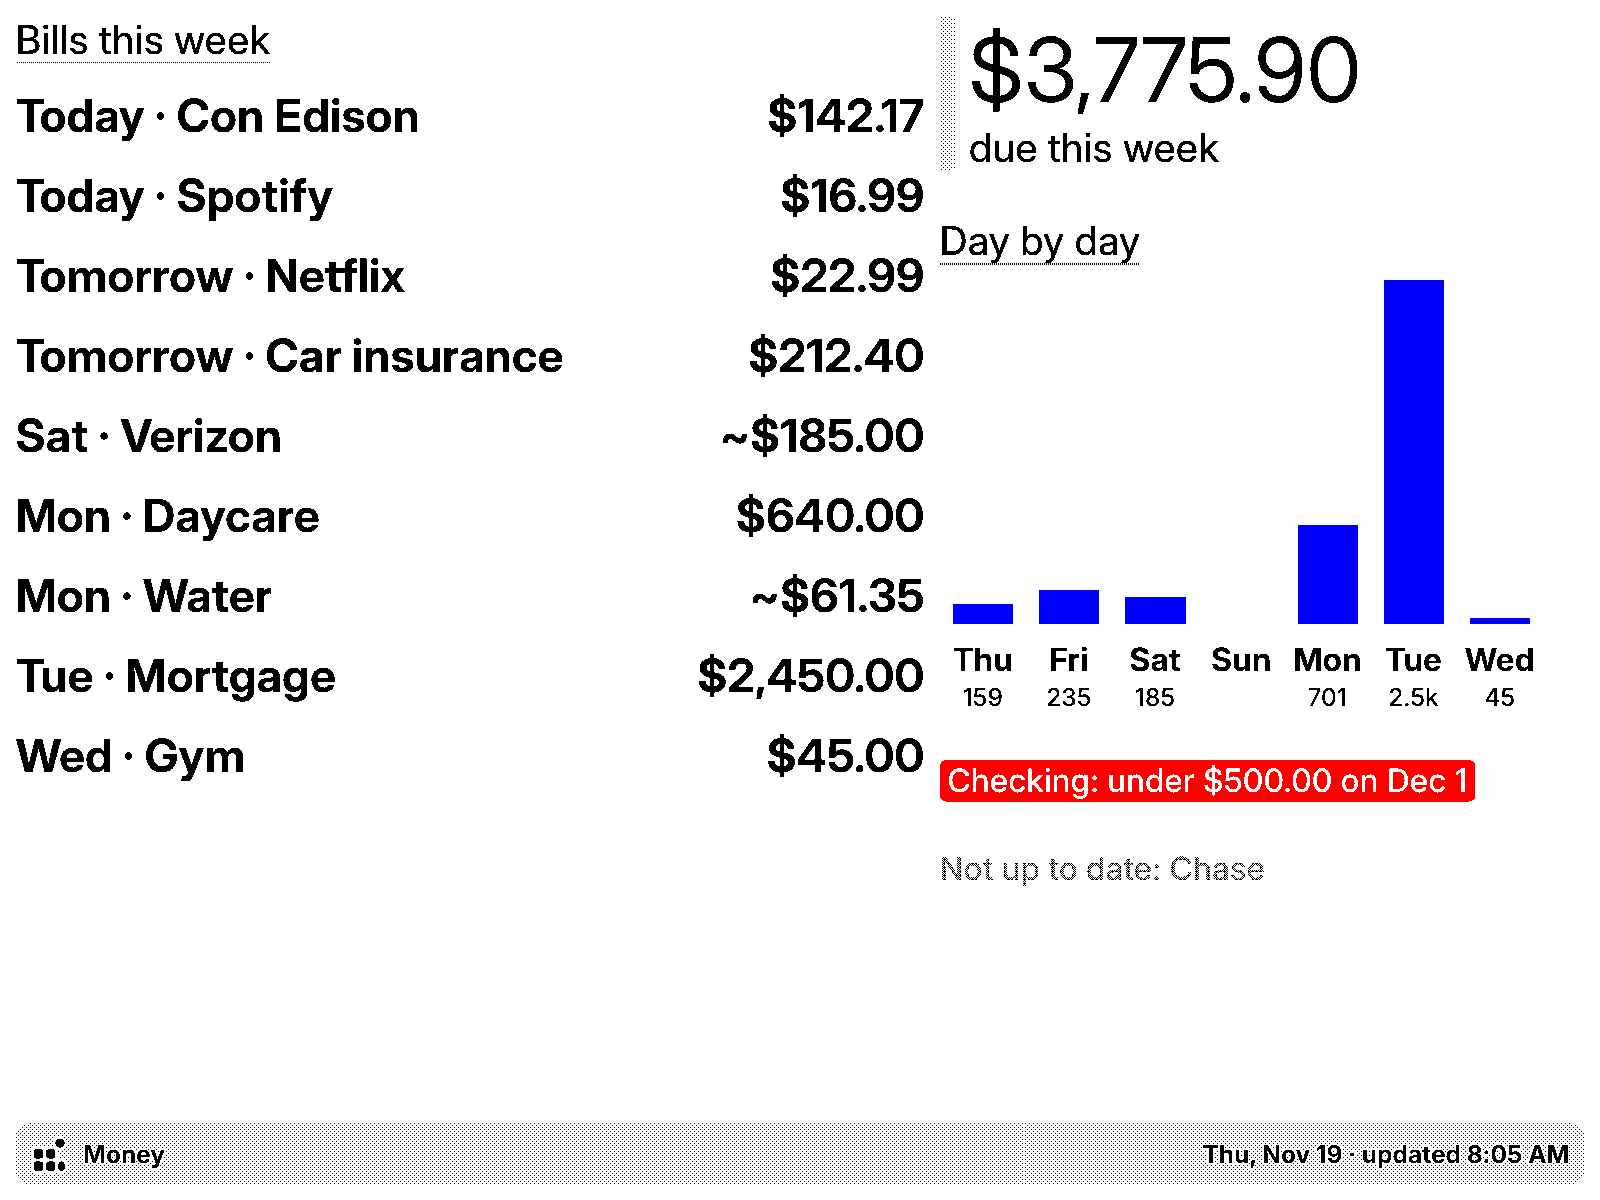 Bills this week
Today · Con Edison $142.17
Today · Spotify $16.99
Tomorrow · Netflix $22.99
Tomorrow · Car insurance $212.40
Sat · Verizon ~$185.00
Mon · Daycare $640.00
Mon · Water ~$61.35
Tue · Mortgage $2,450.00
Wed · Gym $45.00
$3,775.90
due this week
Day by day
Thu Fri Sat Sun Mon Tue Wed
159 235 185 701 2.5k 45
Checking: under $500.00 on Dec 1
Not up to date: Chase
Money
Thu, Nov 19 · updated 8:05 AM